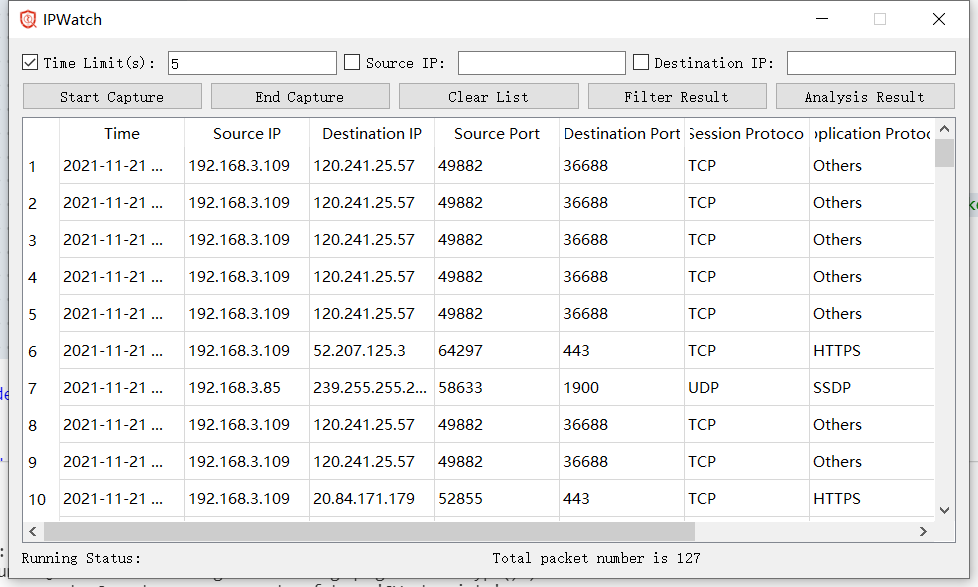 IPWatch
Time Limit(s): 5 Source IP: Destination IP:
Start Capture End Capture Clear List Filter Result Analysis Result
Time Source IP Destination IP Source Port Destination Port Session Protoco pplication Protoc
1 2021-11-21 ... 192.168.3.109 120.241.25.57 49882 36688 TCP Others
2 2021-11-21 ... 192.168.3.109 120.241.25.57 49882 36688 TCP Others
3 2021-11-21 ... 192.168.3.109 120.241.25.57 49882 36688 TCP Others
4 2021-11-21 ... 192.168.3.109 120.241.25.57 49882 36688 TCP Others
5 2021-11-21 ... 192.168.3.109 120.241.25.57 49882 36688 TCP Others
6 2021-11-21 ... 192.168.3.109 52.207.125.3 64297 443 TCP HTTPS
7 2021-11-21 ... 192.168.3.85 239.255.255.2... 58633 1900 UDP SSDP
8 2021-11-21 ... 192.168.3.109 120.241.25.57 49882 36688 TCP Others
9 2021-11-21 ... 192.168.3.109 120.241.25.57 49882 36688 TCP Others
10 2021-11-21 ... 192.168.3.109 20.84.171.179 52855 443 TCP HTTPS
Running Status: Total packet number is 127